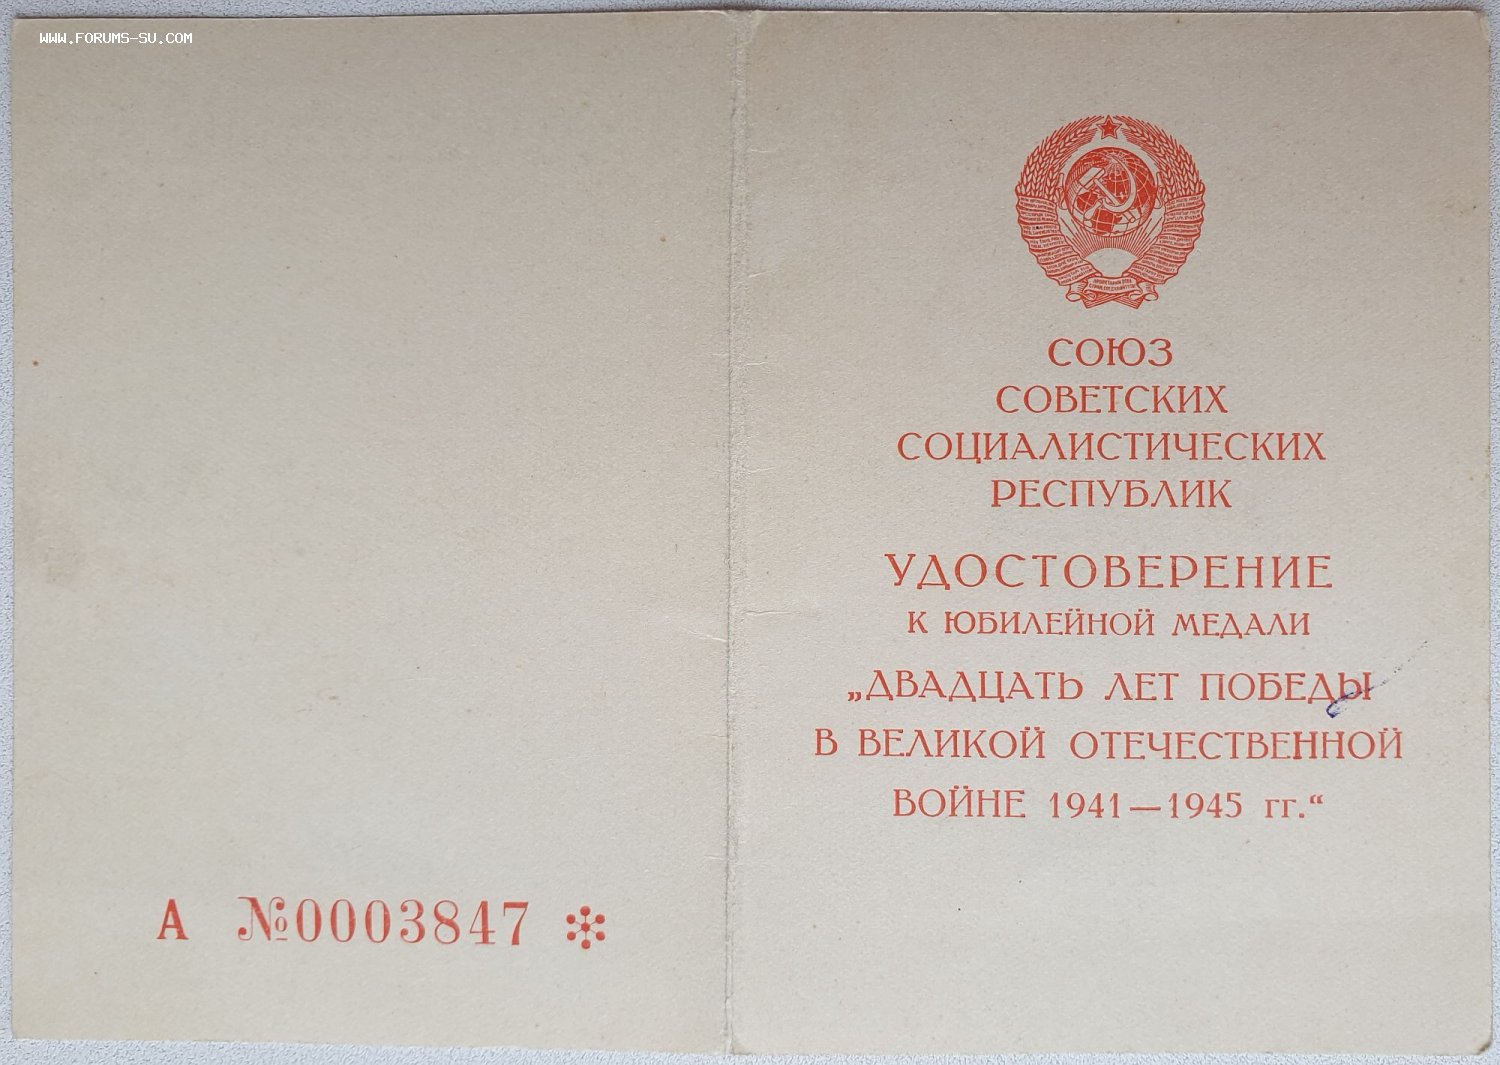 WWW.FORUMS-SU.COM
А №0003847
СОЮЗ
СОВЕТСКИХ
СОЦИАЛИСТИЧЕСКИХ
РЕСПУБЛИК
УДОСТОВЕРЕНИЕ
К ЮБИЛЕЙНОЙ МЕДАЛИ
„ДВАДЦАТЬ ЛЕТ ПОБЕДЫ
В ВЕЛИКОЙ ОТЕЧЕСТВЕННОЙ
ВОЙНЕ 1941—1945 гг.“